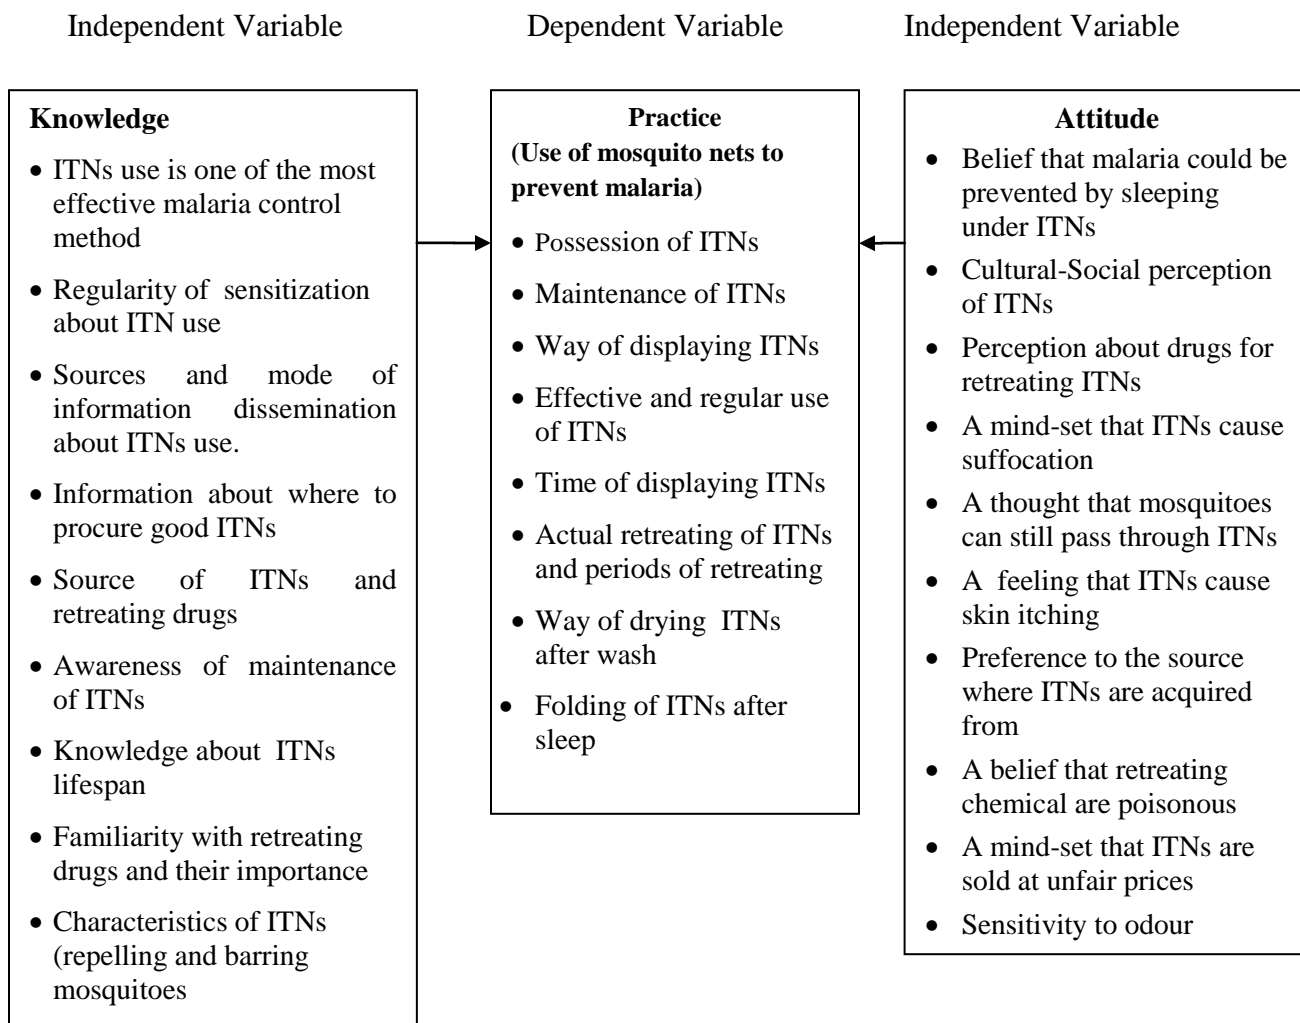 Independent Variable
Dependent Variable
Independent Variable
Knowledge
• ITNs use is one of the most
effective malaria control
method
• Regularity of sensitization
about ITN use
• Sources and mode of
information dissemination
about ITNs use.
• Information about where to
procure good ITNs
• Source of ITNs and
retreating drugs
• Awareness of maintenance
of ITNs
• Knowledge about ITNs
lifespan
• Familiarity with retreating
drugs and their importance
• Characteristics of ITNs
(repelling and barring
mosquitoes
Practice
(Use of mosquito nets to
prevent malaria)
• Possession of ITNs
• Maintenance of ITNs
• Way of displaying ITNs
• Effective and regular use
of ITNs
• Time of displaying ITNs
• Actual retreating of ITNs
and periods of retreating
• Way of drying ITNs
after wash
• Folding of ITNs after
sleep
Attitude
• Belief that malaria could be
prevented by sleeping
under ITNs
• Cultural-Social perception
of ITNs
• Perception about drugs for
retreating ITNs
• A mind-set that ITNs cause
suffocation
• A thought that mosquitoes
can still pass through ITNs
• A feeling that ITNs cause
skin itching
• Preference to the source
where ITNs are acquired
from
• A belief that retreating
chemical are poisonous
• A mind-set that ITNs are
sold at unfair prices
• Sensitivity to odour